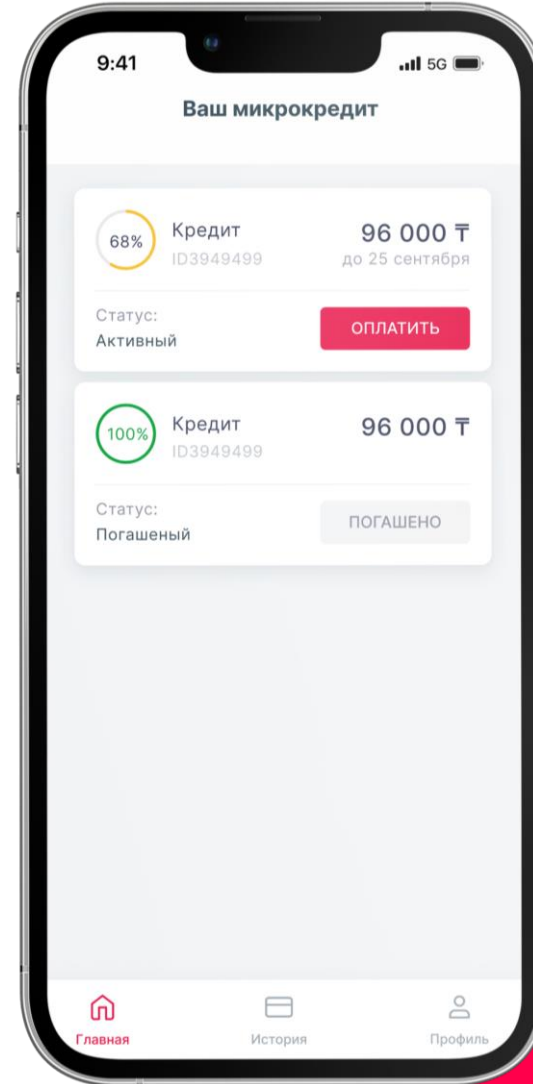 9:41
5G
Ваш микрокредит
68%
Кредит
96 000 ₸
ID3949499
до 25 сентября
Статус:
Активный
ОПЛАТИТЬ
100%
Кредит
96 000 ₸
ID3949499
Статус:
Погашеный
ПОГАШЕНО
Главная
История
Профиль